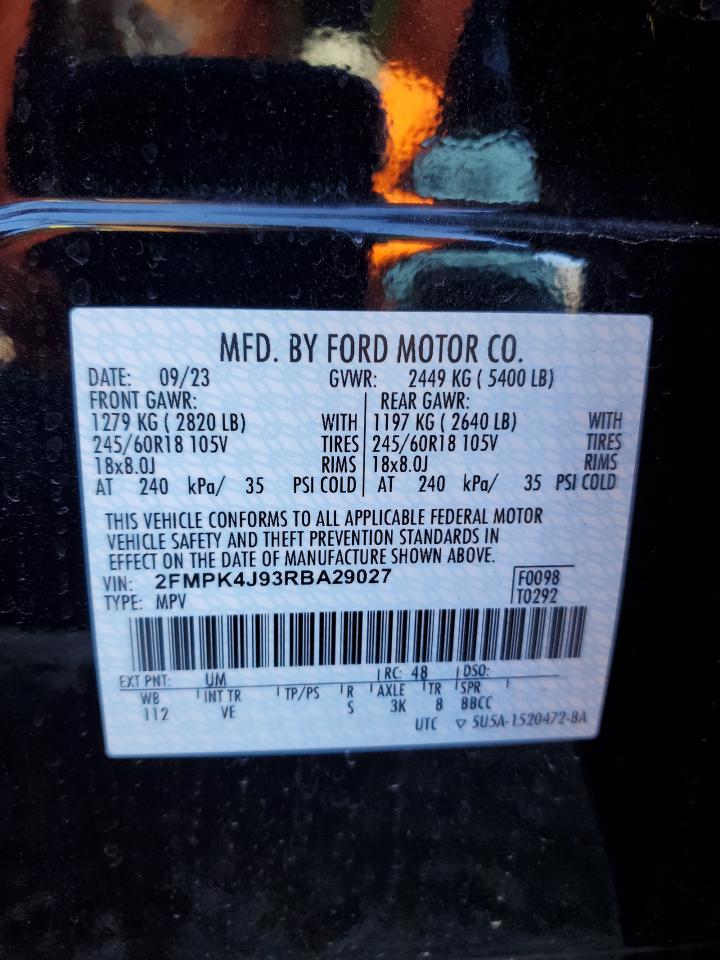 MFD. BY FORD MOTOR CO.
DATE: 09/23 GVWR: 2449 KG ( 5400 LB)
FRONT GAWR: REAR GAWR:
1279 KG ( 2820 LB) WITH 1197 KG ( 2640 LB) WITH
245/60R18 105V TIRES 245/60R18 105V TIRES
18x8.0J RIMS 18x8.0J RIMS
AT 240 kPa/ 35 PSI COLD AT 240 kPa/ 35 PSI COLD
THIS VEHICLE CONFORMS TO ALL APPLICABLE FEDERAL MOTOR
VEHICLE SAFETY AND THEFT PREVENTION STANDARDS IN
EFFECT ON THE DATE OF MANUFACTURE SHOWN ABOVE.
VIN: 2FMPK4J93RBA29027 F0098
TYPE: MPV T0292
EXT PNT: UM RC: 48 DSO:
WB INT TR TP/PS R AXLE TR SPR
112 VE S 3K 8 BBCC
UTC ▽ 5U5A-1520472-BA